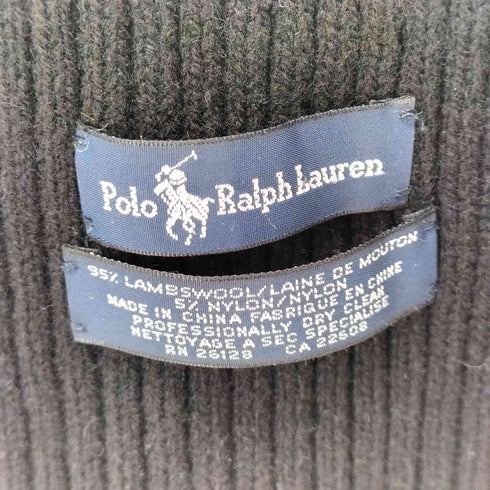 Polo Ralph Lauren
95% LAMBSWOOL/LAINE DE MOUTON
5% NYLON/NYLON
MADE IN CHINA FABRIQUE EN CHINE
PROFESSIONALLY DRY CLEAN
NETTOYAGE A SEC SPECIALISE
RN 26128 CA 22508